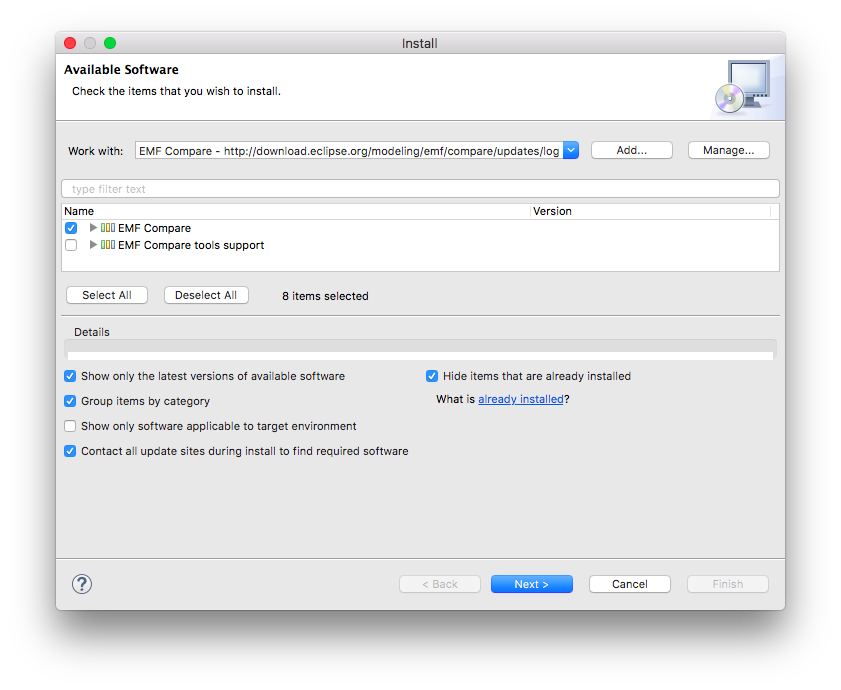 Install
Available Software
Check the items that you wish to install.
Work with: EMF Compare - http://download.eclipse.org/modeling/emf/compare/updates/log Add... Manage...
type filter text
Name Version
EMF Compare
EMF Compare tools support
Select All Deselect All 8 items selected
Details
Show only the latest versions of available software Hide items that are already installed
Group items by category What is already installed?
Show only software applicable to target environment
Contact all update sites during install to find required software
? < Back Next > Cancel Finish